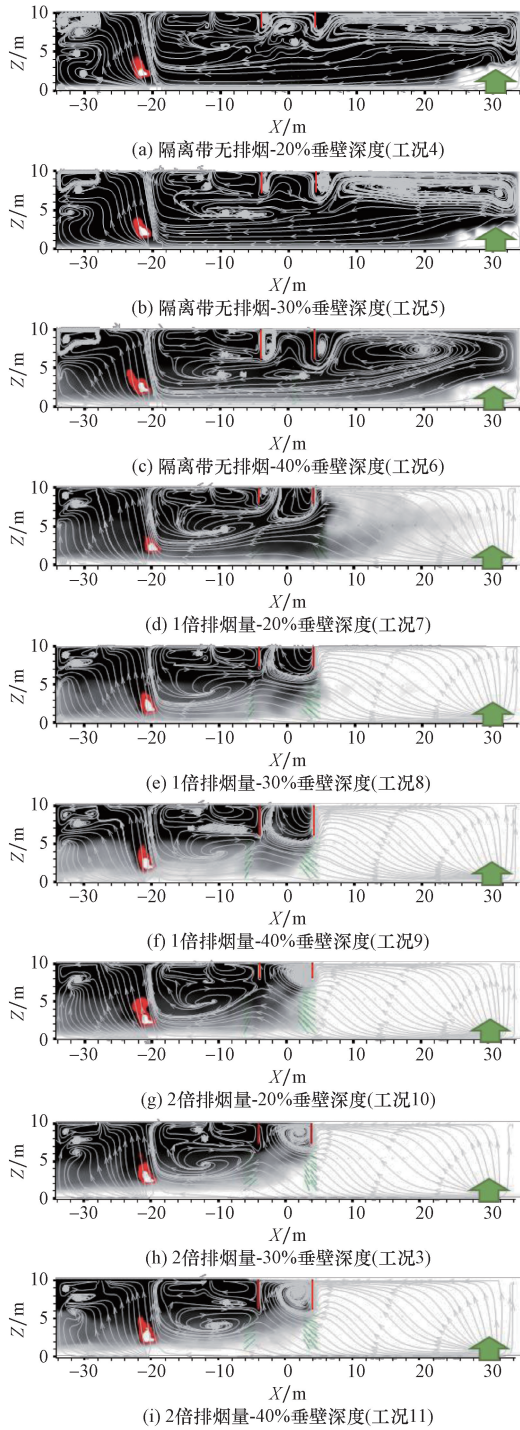 Z/m
10
5
0
−30 −20 −10 0 10 20 30
X/m
(a) 隔离带无排烟-20%垂壁深度(工况4)
Z/m
10
5
0
−30 −20 −10 0 10 20 30
X/m
(b) 隔离带无排烟-30%垂壁深度(工况5)
Z/m
10
5
0
−30 −20 −10 0 10 20 30
X/m
(c) 隔离带无排烟-40%垂壁深度(工况6)
Z/m
10
5
0
−30 −20 −10 0 10 20 30
X/m
(d) 1倍排烟量-20%垂壁深度(工况7)
Z/m
10
5
0
−30 −20 −10 0 10 20 30
X/m
(e) 1倍排烟量-30%垂壁深度(工况8)
Z/m
10
5
0
−30 −20 −10 0 10 20 30
X/m
(f) 1倍排烟量-40%垂壁深度(工况9)
Z/m
10
5
0
−30 −20 −10 0 10 20 30
X/m
(g) 2倍排烟量-20%垂壁深度(工况10)
Z/m
10
5
0
−30 −20 −10 0 10 20 30
X/m
(h) 2倍排烟量-30%垂壁深度(工况3)
Z/m
10
5
0
−30 −20 −10 0 10 20 30
X/m
(i) 2倍排烟量-40%垂壁深度(工况11)